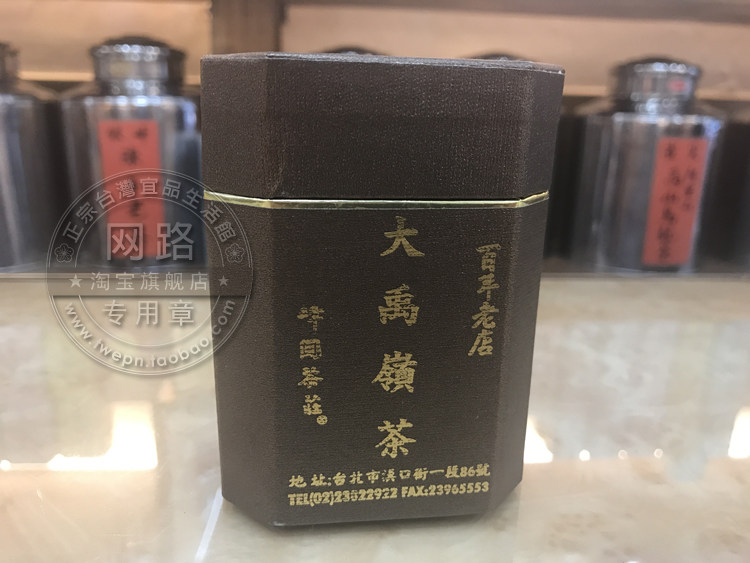 大禹嶺茶
百年老店
峰圃茶莊
地址:台北市漢口街一段86號
TEL(02)23822922 FAX:23965553
正宗台灣宜品生活館
网路
★淘宝旗舰店★
专用章
www.twepn.taobao.com